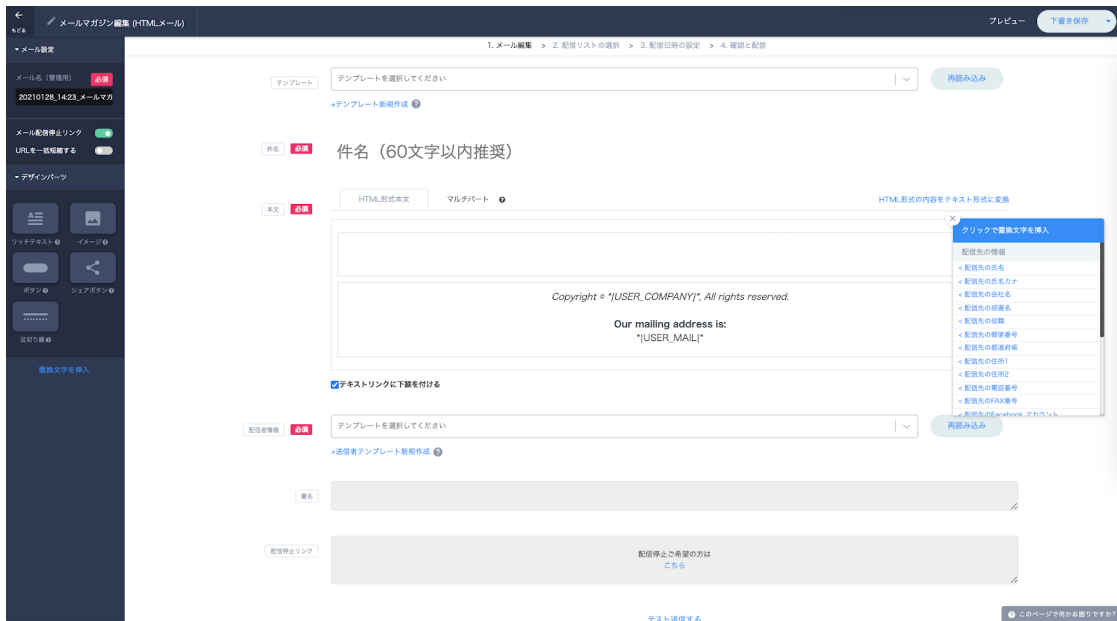 もどる
メールマガジン編集 (HTMLメール)
プレビュー
下書き保存
メール設定
メール名（管理用）
必須
20210128_14:23_メールマガ
メール配信停止リンク
URLを一括短縮する
デザインパーツ
リッチテキスト
イメージ
ボタン
シェアボタン
区切り線
置換文字を挿入
1. メール編集 > 2. 配信リストの選択 > 3. 配信日時の設定 > 4. 確認と配信
テンプレート
テンプレートを選択してください
再読み込み
+テンプレート新規作成
件名
必須
件名（60文字以内推奨）
本文
必須
HTML形式本文
マルチパート
HTML形式の内容をテキスト形式に変換
Copyright © *|USER_COMPANY|*, All rights reserved.
Our mailing address is:
*|USER_MAIL|*
テキストリンクに下線を付ける
クリックで置換文字を挿入
配信先の情報
< 配信先の氏名
< 配信先の氏名カナ
< 配信先の会社名
< 配信先の部署名
< 配信先の役職
< 配信先の郵便番号
< 配信先の都道府県
< 配信先の住所1
< 配信先の住所2
< 配信先の電話番号
< 配信先のFAX番号
< 配信先のFacebook アカウント
配信者情報
必須
テンプレートを選択してください
再読み込み
+送信者テンプレート新規作成
署名
配信停止リンク
配信停止ご希望の方は
こちら
テスト送信する
このページで何かお困りですか?